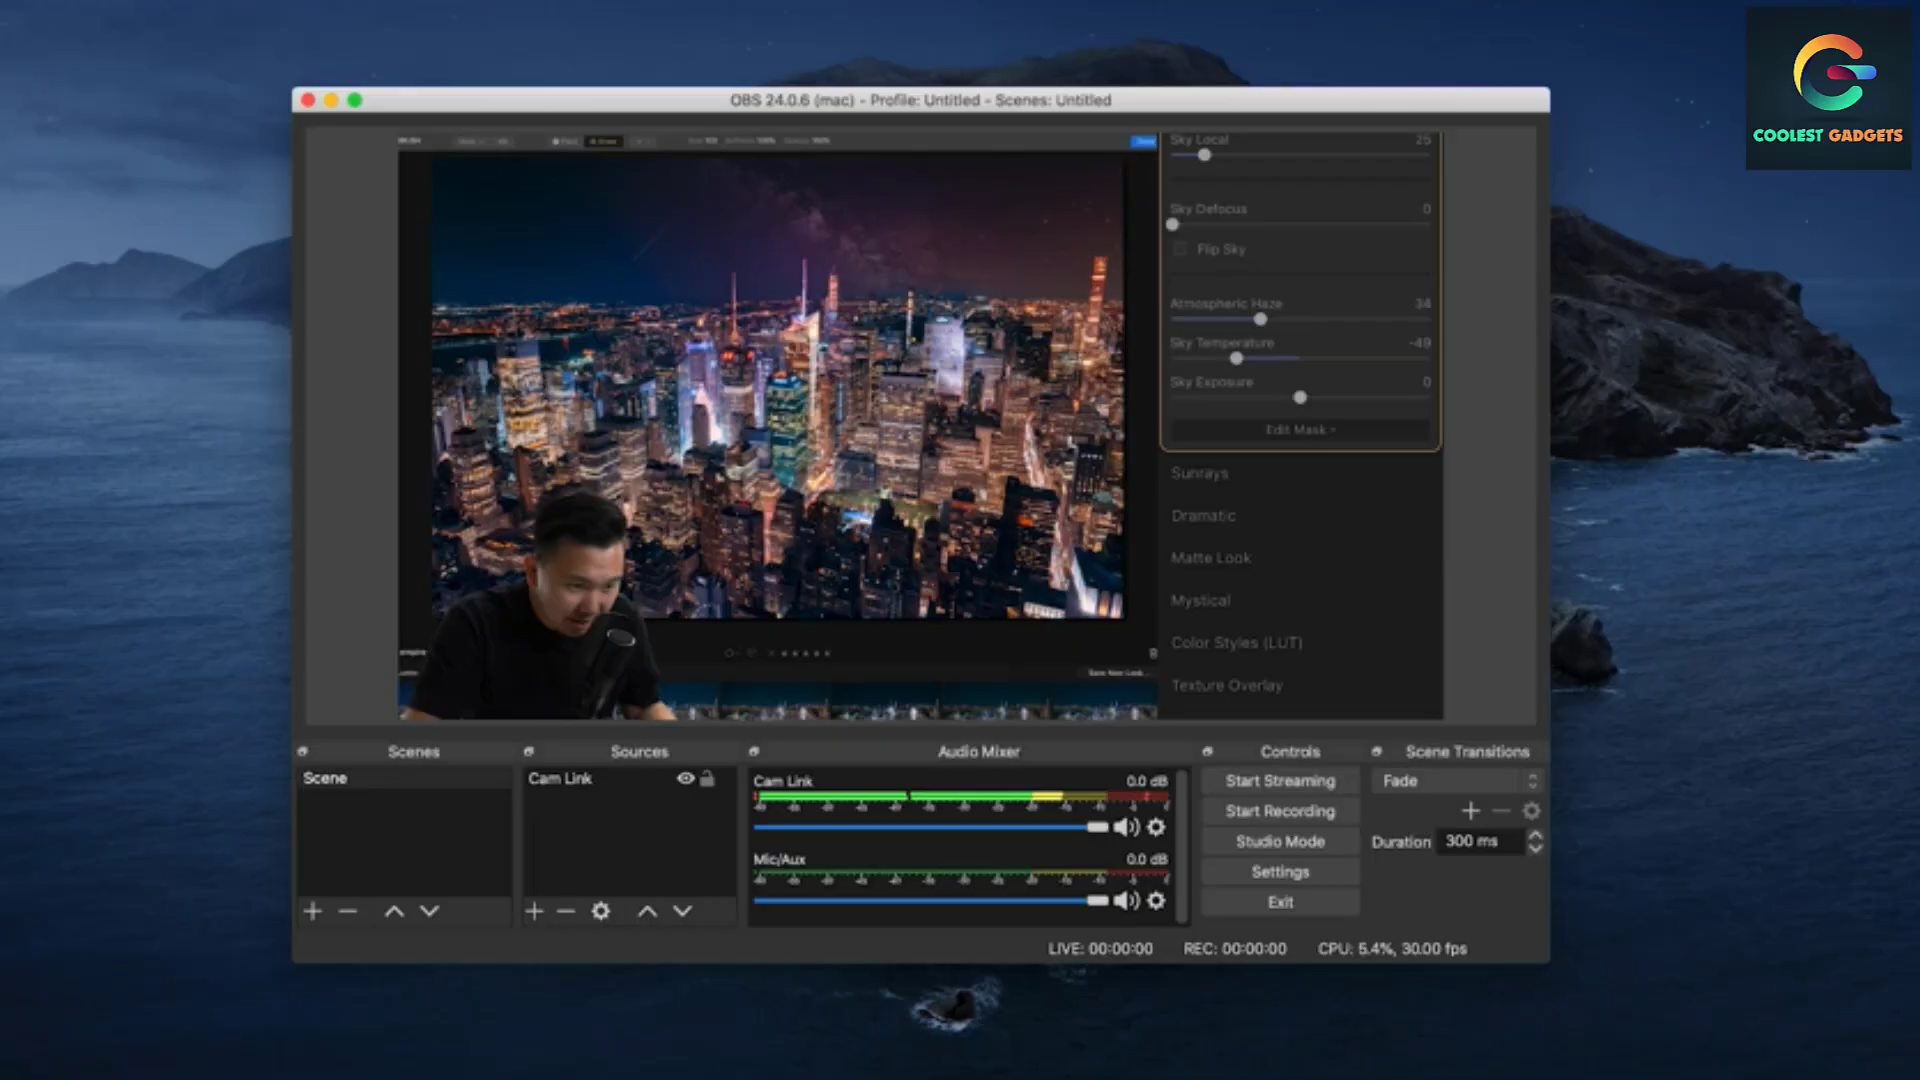 OBS 24.0.6 (mac) - Profile: Untitled - Scenes: Untitled
COOLEST GADGETS
Sky Local 25
Sky Defocus 0
Flip Sky
Atmospheric Haze 34
Sky Temperature -49
Sky Exposure 0
Edit Mask
Sunrays
Dramatic
Matte Look
Mystical
Color Styles (LUT)
Texture Overlay
Save New Look...
Scenes
Scene
Sources
Cam Link
Audio Mixer
Cam Link 0.0 dB
Mic/Aux 0.0 dB
Controls
Start Streaming
Start Recording
Studio Mode
Settings
Exit
Scene Transitions
Fade
Duration 300 ms
LIVE: 00:00:00 REC: 00:00:00 CPU: 5.4%, 30.00 fps